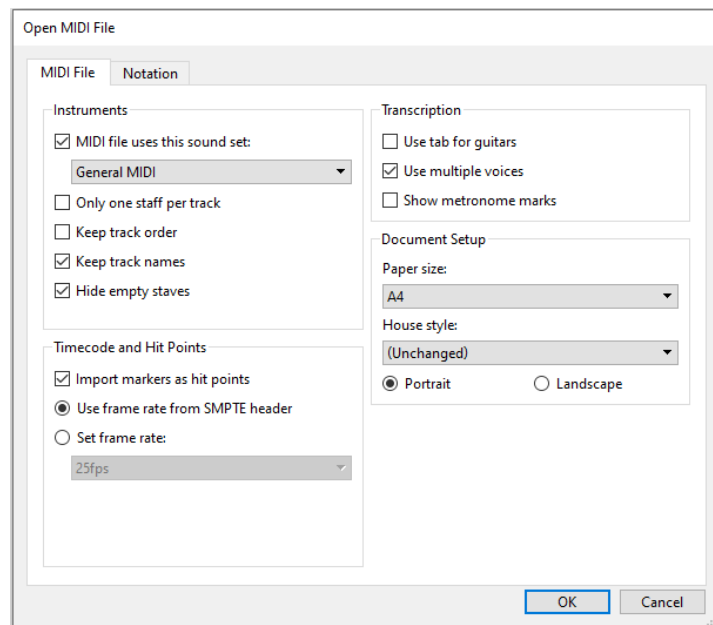 Open MIDI File
MIDI File
Notation
Instruments
MIDI file uses this sound set:
General MIDI
Only one staff per track
Keep track order
Keep track names
Hide empty staves
Timecode and Hit Points
Import markers as hit points
Use frame rate from SMPTE header
Set frame rate:
25fps
Transcription
Use tab for guitars
Use multiple voices
Show metronome marks
Document Setup
Paper size:
A4
House style:
(Unchanged)
Portrait
Landscape
OK
Cancel